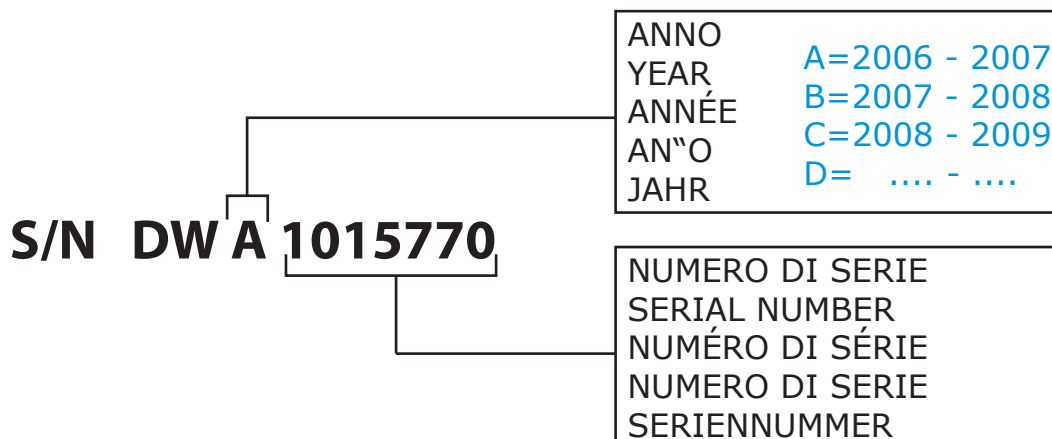 ANNO
YEAR
ANNÉE
AN“O
JAHR
A=2006 - 2007
B=2007 - 2008
C=2008 - 2009
D= .... - ....
S/N DW A 1015770
NUMERO DI SERIE
SERIAL NUMBER
NUMÉRO DI SÉRIE
NUMERO DI SERIE
SERIENNUMMER